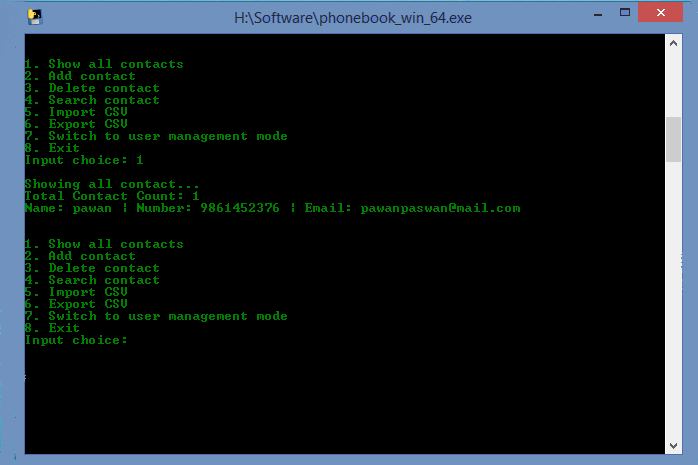 H:\Software\phonebook_win_64.exe
1. Show all contacts
2. Add contact
3. Delete contact
4. Search contact
5. Import CSV
6. Export CSV
7. Switch to user management mode
8. Exit
Input choice: 1
Showing all contact...
Total Contact Count: 1
Name: pawan | Number: 9861452376 | Email: pawanpaswan@mail.com
1. Show all contacts
2. Add contact
3. Delete contact
4. Search contact
5. Import CSV
6. Export CSV
7. Switch to user management mode
8. Exit
Input choice: